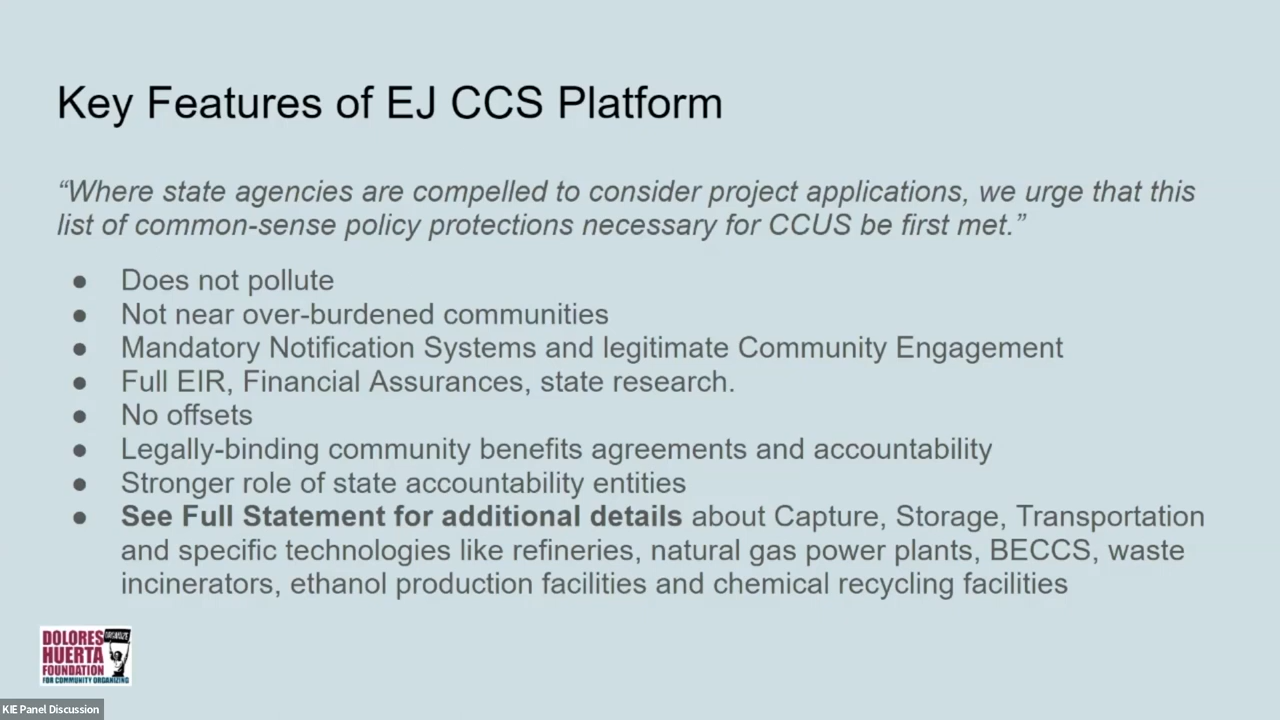 Key Features of EJ CCS Platform
“Where state agencies are compelled to consider project applications, we urge that this
list of common-sense policy protections necessary for CCUS be first met.”
● Does not pollute
● Not near over-burdened communities
● Mandatory Notification Systems and legitimate Community Engagement
● Full EIR, Financial Assurances, state research.
● No offsets
● Legally-binding community benefits agreements and accountability
● Stronger role of state accountability entities
● See Full Statement for additional details about Capture, Storage, Transportation
and specific technologies like refineries, natural gas power plants, BECCS, waste
incinerators, ethanol production facilities and chemical recycling facilities
DOLORES
HUERTA
FOUNDATION
FOR COMMUNITY ORGANIZING
KIE Panel Discussion